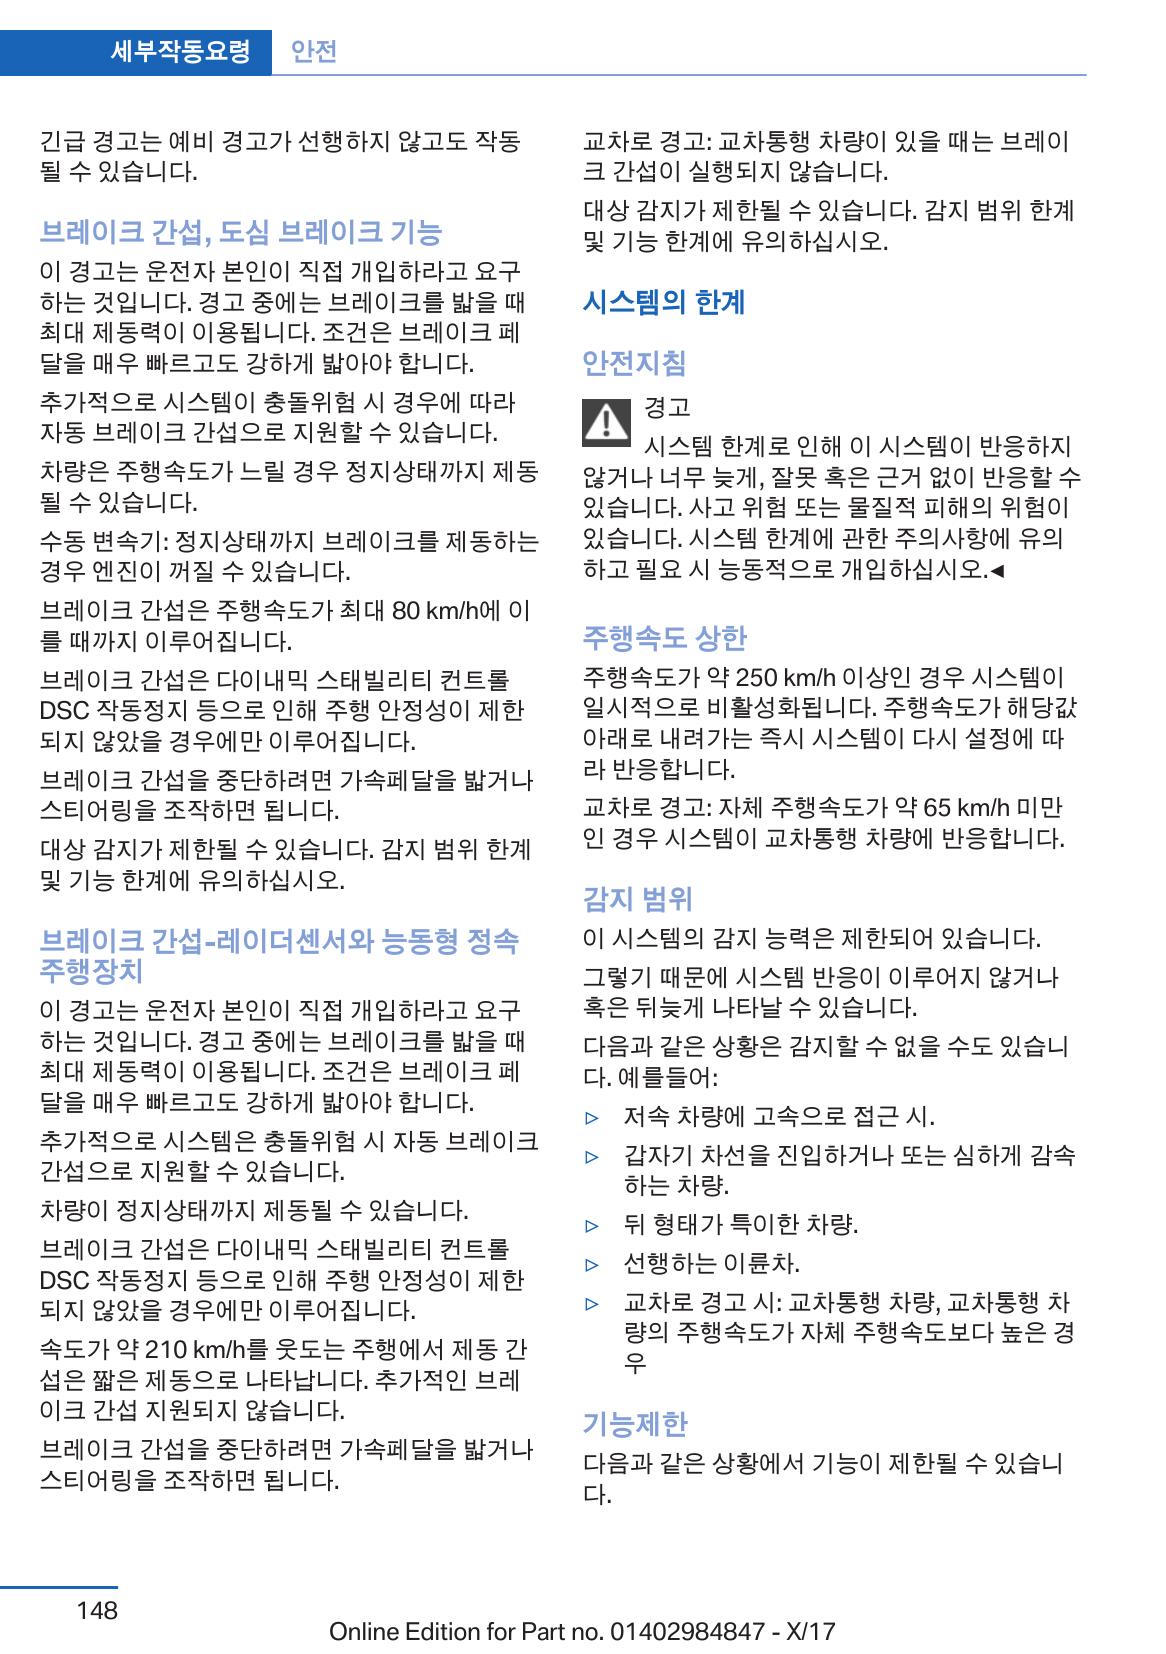 세부작동요령 안전
긴급 경고는 예비 경고가 선행하지 않고도 작동
될 수 있습니다.
브레이크 간섭, 도심 브레이크 기능
이 경고는 운전자 본인이 직접 개입하라고 요구
하는 것입니다. 경고 중에는 브레이크를 밟을 때
최대 제동력이 이용됩니다. 조건은 브레이크 페
달을 매우 빠르고도 강하게 밟아야 합니다.
추가적으로 시스템이 충돌위험 시 경우에 따라
자동 브레이크 간섭으로 지원할 수 있습니다.
차량은 주행속도가 느릴 경우 정지상태까지 제동
될 수 있습니다.
수동 변속기: 정지상태까지 브레이크를 제동하는
경우 엔진이 꺼질 수 있습니다.
브레이크 간섭은 주행속도가 최대 80 km/h에 이
를 때까지 이루어집니다.
브레이크 간섭은 다이내믹 스태빌리티 컨트롤
DSC 작동정지 등으로 인해 주행 안정성이 제한
되지 않았을 경우에만 이루어집니다.
브레이크 간섭을 중단하려면 가속페달을 밟거나
스티어링을 조작하면 됩니다.
대상 감지가 제한될 수 있습니다. 감지 범위 한계
및 기능 한계에 유의하십시오.
브레이크 간섭-레이더센서와 능동형 정속
주행장치
이 경고는 운전자 본인이 직접 개입하라고 요구
하는 것입니다. 경고 중에는 브레이크를 밟을 때
최대 제동력이 이용됩니다. 조건은 브레이크 페
달을 매우 빠르고도 강하게 밟아야 합니다.
추가적으로 시스템은 충돌위험 시 자동 브레이크
간섭으로 지원할 수 있습니다.
차량이 정지상태까지 제동될 수 있습니다.
브레이크 간섭은 다이내믹 스태빌리티 컨트롤
DSC 작동정지 등으로 인해 주행 안정성이 제한
되지 않았을 경우에만 이루어집니다.
속도가 약 210 km/h를 웃도는 주행에서 제동 간
섭은 짧은 제동으로 나타납니다. 추가적인 브레
이크 간섭 지원되지 않습니다.
브레이크 간섭을 중단하려면 가속페달을 밟거나
스티어링을 조작하면 됩니다.
교차로 경고: 교차통행 차량이 있을 때는 브레이
크 간섭이 실행되지 않습니다.
대상 감지가 제한될 수 있습니다. 감지 범위 한계
및 기능 한계에 유의하십시오.
시스템의 한계
안전지침
경고
시스템 한계로 인해 이 시스템이 반응하지
않거나 너무 늦게, 잘못 혹은 근거 없이 반응할 수
있습니다. 사고 위험 또는 물질적 피해의 위험이
있습니다. 시스템 한계에 관한 주의사항에 유의
하고 필요 시 능동적으로 개입하십시오.◄
주행속도 상한
주행속도가 약 250 km/h 이상인 경우 시스템이
일시적으로 비활성화됩니다. 주행속도가 해당값
아래로 내려가는 즉시 시스템이 다시 설정에 따
라 반응합니다.
교차로 경고: 자체 주행속도가 약 65 km/h 미만
인 경우 시스템이 교차통행 차량에 반응합니다.
감지 범위
이 시스템의 감지 능력은 제한되어 있습니다.
그렇기 때문에 시스템 반응이 이루어지 않거나
혹은 뒤늦게 나타날 수 있습니다.
다음과 같은 상황은 감지할 수 없을 수도 있습니
다. 예를들어:
▷ 저속 차량에 고속으로 접근 시.
▷ 갑자기 차선을 진입하거나 또는 심하게 감속
하는 차량.
▷ 뒤 형태가 특이한 차량.
▷ 선행하는 이륜차.
▷ 교차로 경고 시: 교차통행 차량, 교차통행 차
량의 주행속도가 자체 주행속도보다 높은 경
우
기능제한
다음과 같은 상황에서 기능이 제한될 수 있습니
다.
148
Online Edition for Part no. 01402984847 - X/17